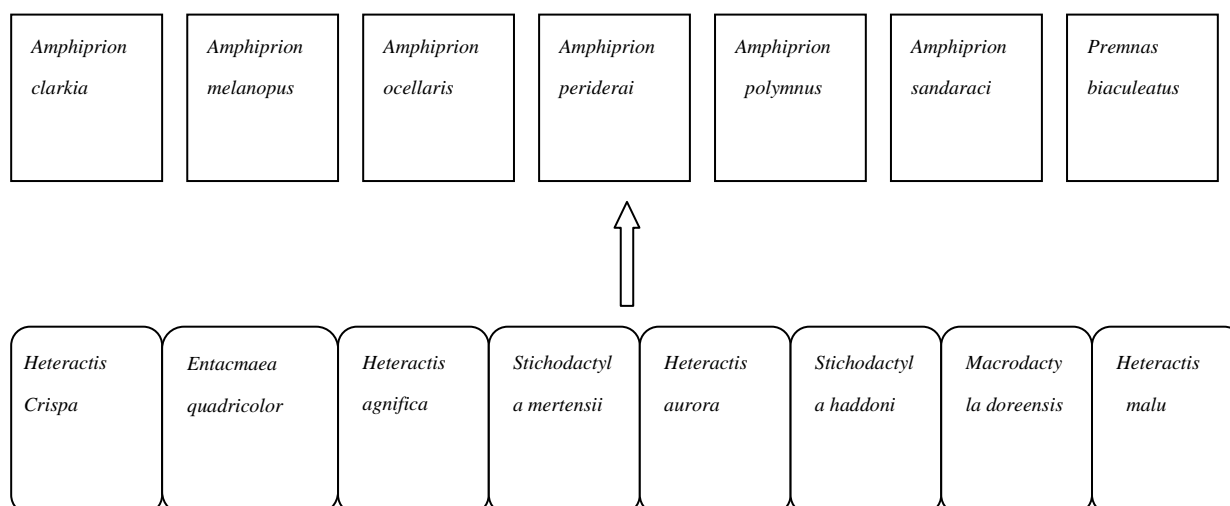 Amphiprion
clarkia
Amphiprion
melanopus
Amphiprion
ocellaris
Amphiprion
periderai
Amphiprion
polymnus
Amphiprion
sandaraci
Premnas
biaculeatus
Heteractis
Crispa
Entacmaea
quadricolor
Heteractis
agnifica
Stichodactyl
a mertensii
Heteractis
aurora
Stichodactyl
a haddoni
Macrodacty
la doreensis
Heteractis
malu